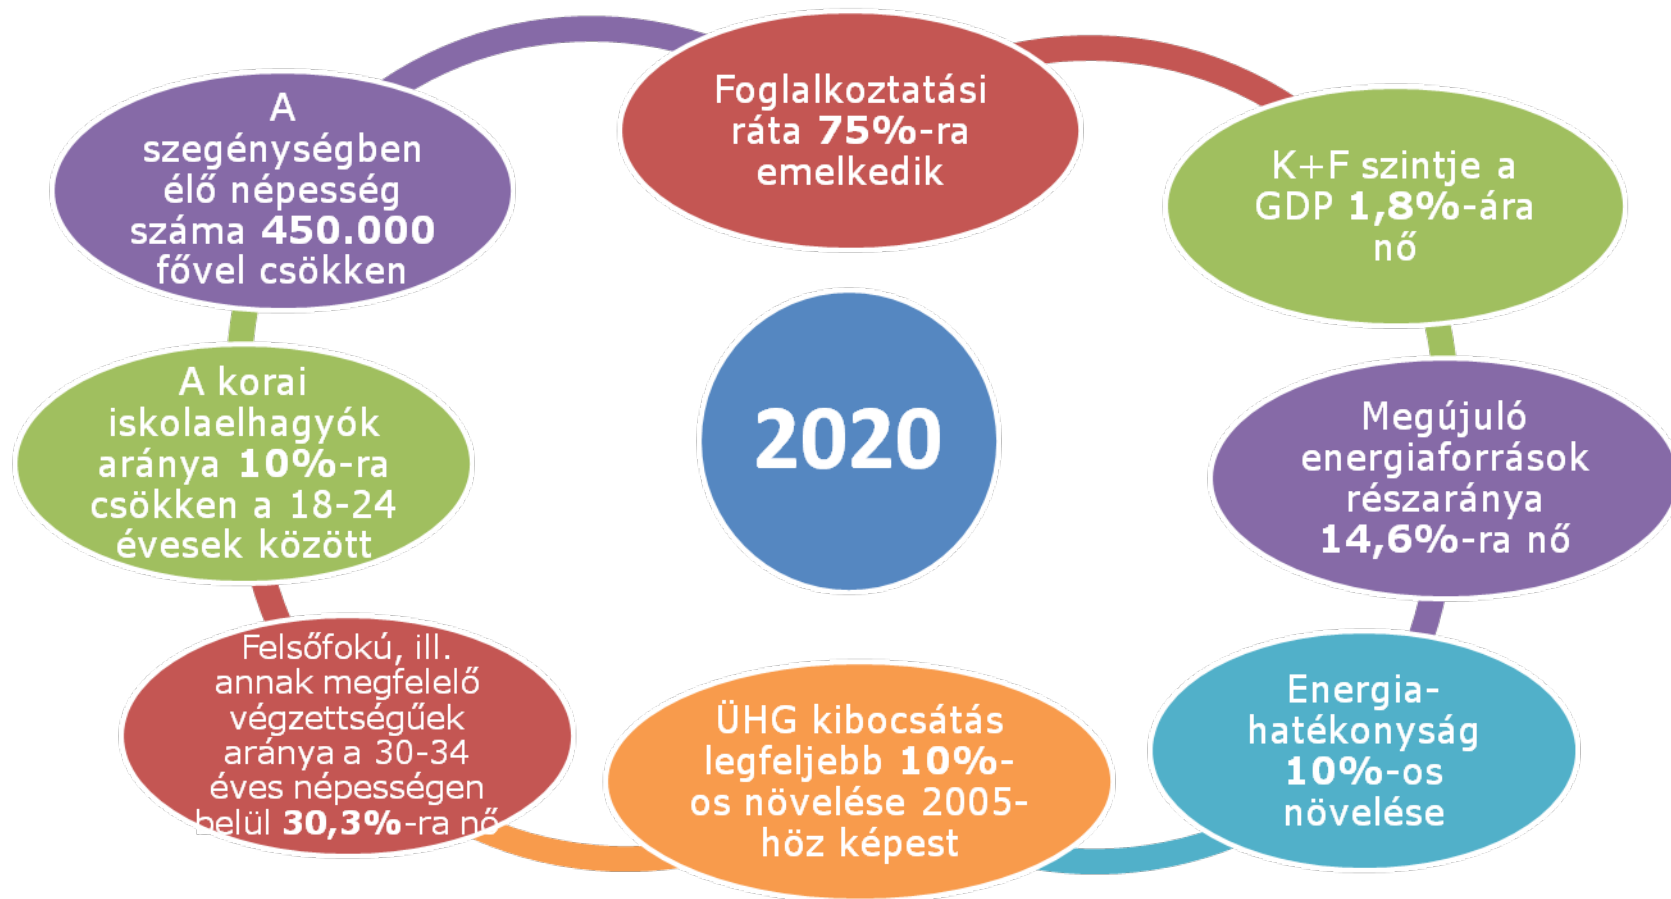 Foglalkoztatási
ráta 75%-ra
emelkedik
K+F szintje a
GDP 1,8%-ára
nő
Megújuló
energiaforrások
részaránya
14,6%-ra nő
Energia-
hatékonyság
10%-os
növelése
ÜHG kibocsátás
legfeljebb 10%-
os növelése 2005-
höz képest
Felsőfokú, ill.
annak megfelelő
végzettségűek
aránya a 30-34
éves népességen
belül 30,3%-ra nő
A korai
iskolaelhagyók
aránya 10%-ra
csökken a 18-24
évesek között
A
szegénységben
élő népesség
száma 450.000
fővel csökken
2020